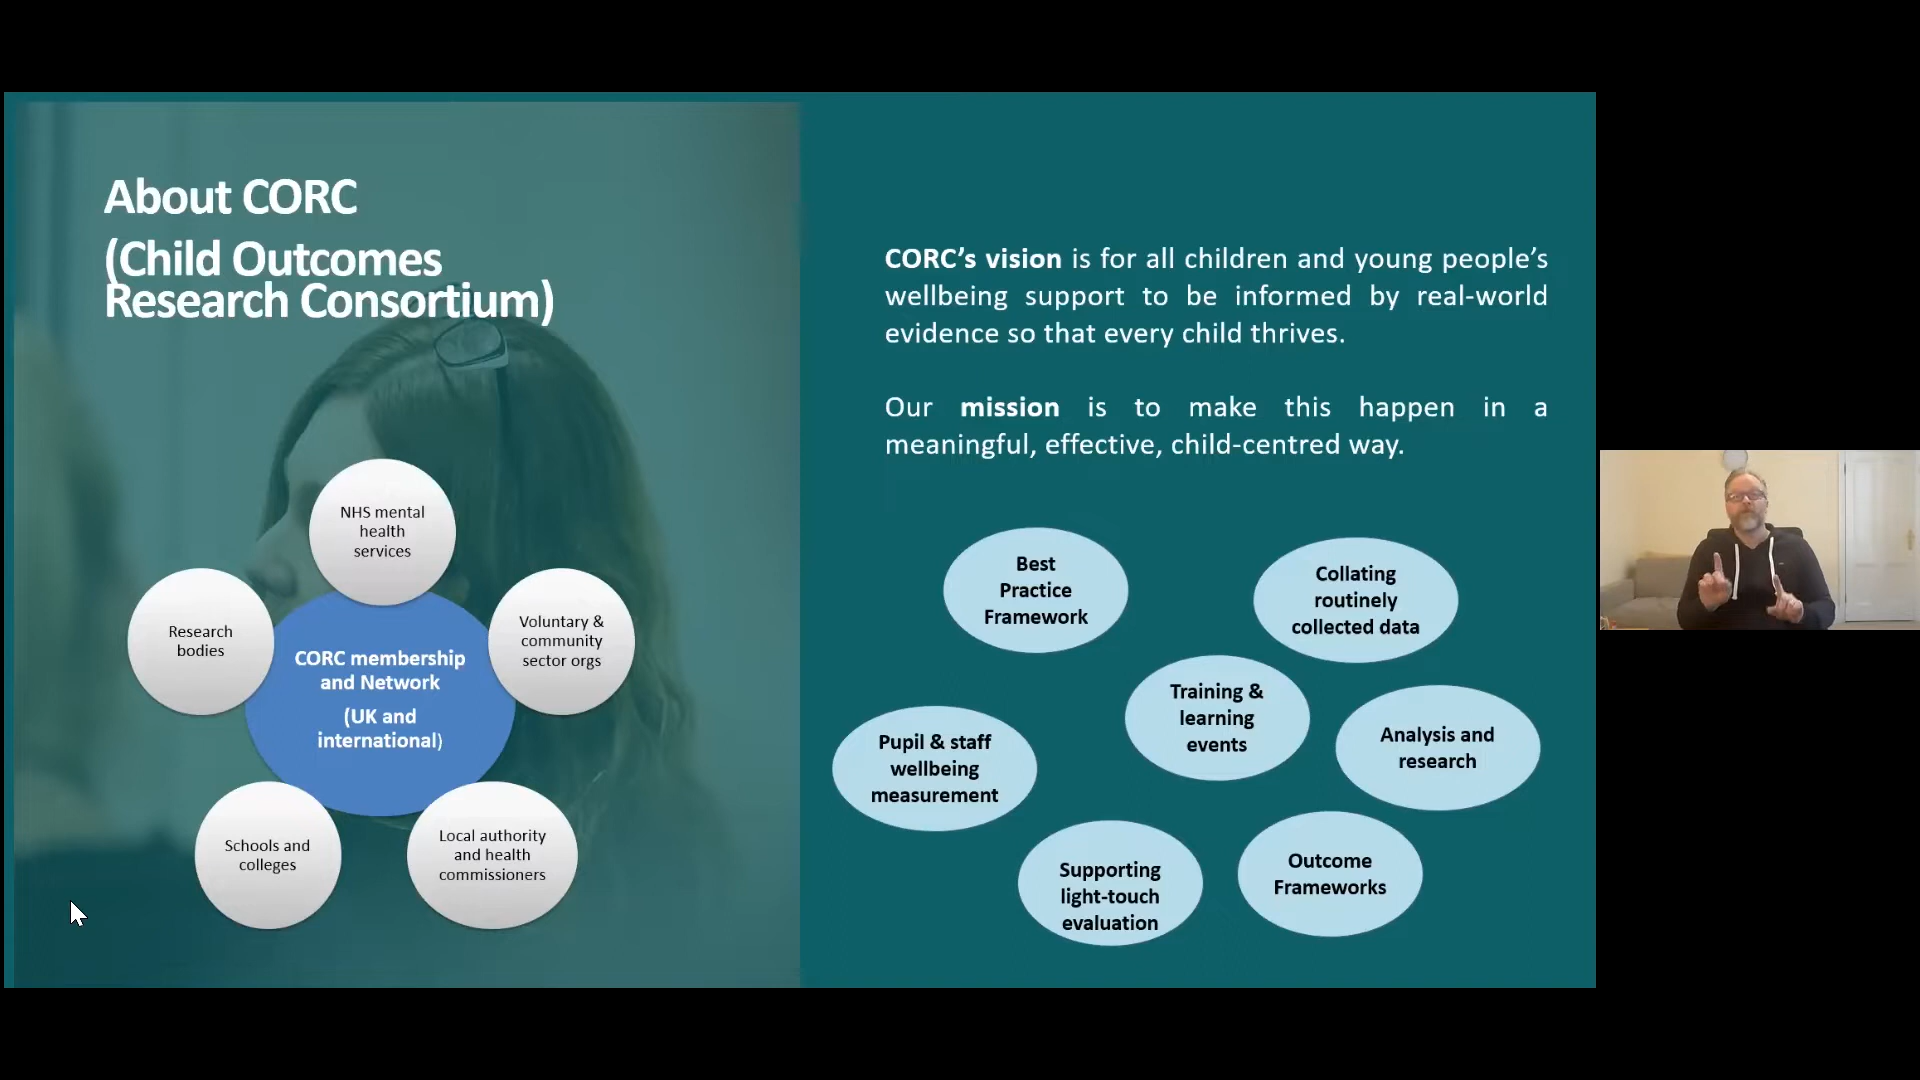 About CORC
(Child Outcomes
Research Consortium)
NHS mental
health
services
Research
bodies
Voluntary &
community
sector orgs
CORC membership
and Network
(UK and
international)
Schools and
colleges
Local authority
and health
commissioners
CORC’s vision is for all children and young people’s
wellbeing support to be informed by real-world
evidence so that every child thrives.
Our mission is to make this happen in a
meaningful, effective, child-centred way.
Best
Practice
Framework
Collating
routinely
collected data
Training &
learning
events
Pupil & staff
wellbeing
measurement
Analysis and
research
Supporting
light-touch
evaluation
Outcome
Frameworks